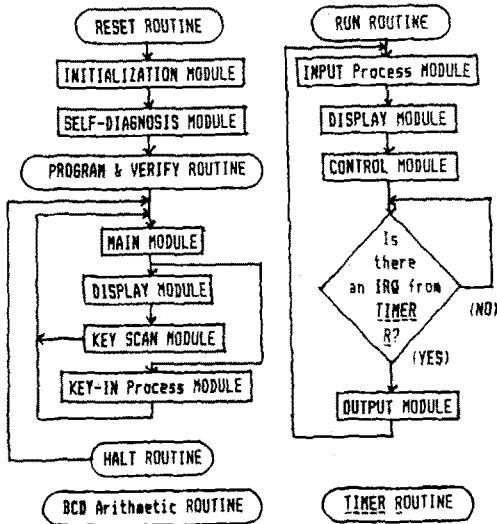 RESET ROUTINE
INITIALIZATION MODULE
SELF-DIAGNOSIS MODULE
PROGRAM & VERIFY ROUTINE
MAIN MODULE
DISPLAY MODULE
KEY SCAN MODULE
KEY-IN Process MODULE
HALT ROUTINE
BCD Arithmetic ROUTINE
RUN ROUTINE
INPUT Process MODULE
DISPLAY MODULE
CONTROL MODULE
Is
there
an IRQ from
TIMER
R?
(NO)
(YES)
OUTPUT MODULE
TIMER ROUTINE